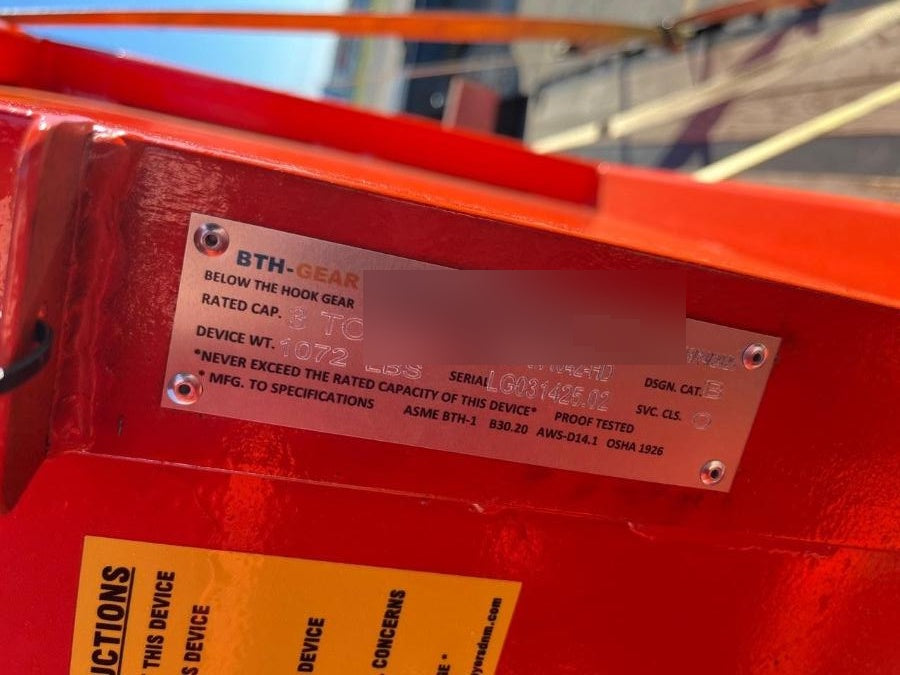 BTH-GEAR
BELOW THE HOOK GEAR
RATED CAP. 3
DEVICE WT. 1072 LBS
SERIAL LG031425.02
DSGN. CAT. B
SVC. CLS. 0
*NEVER EXCEED THE RATED CAPACITY OF THIS DEVICE* PROOF TESTED
* MFG. TO SPECIFICATIONS ASME BTH-1 B30.20 AWS-D14.1 OSHA 1926
THIS DEVICE
DEVICE
DEVICE
CONCERNS